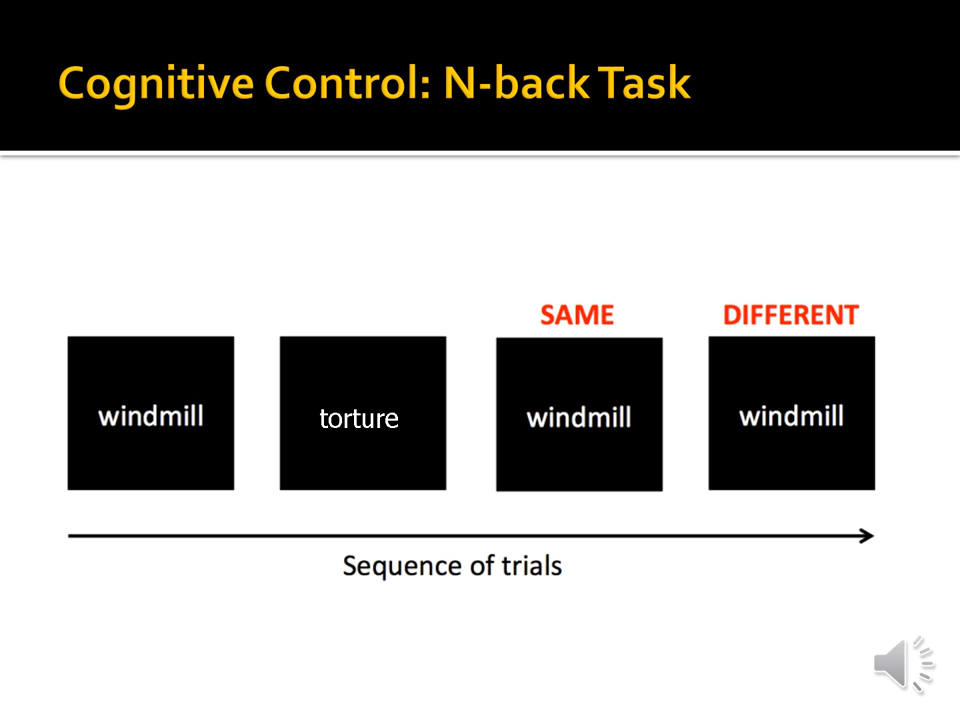 Cognitive Control: N-back Task
SAME DIFFERENT
windmill torture windmill windmill
Sequence of trials